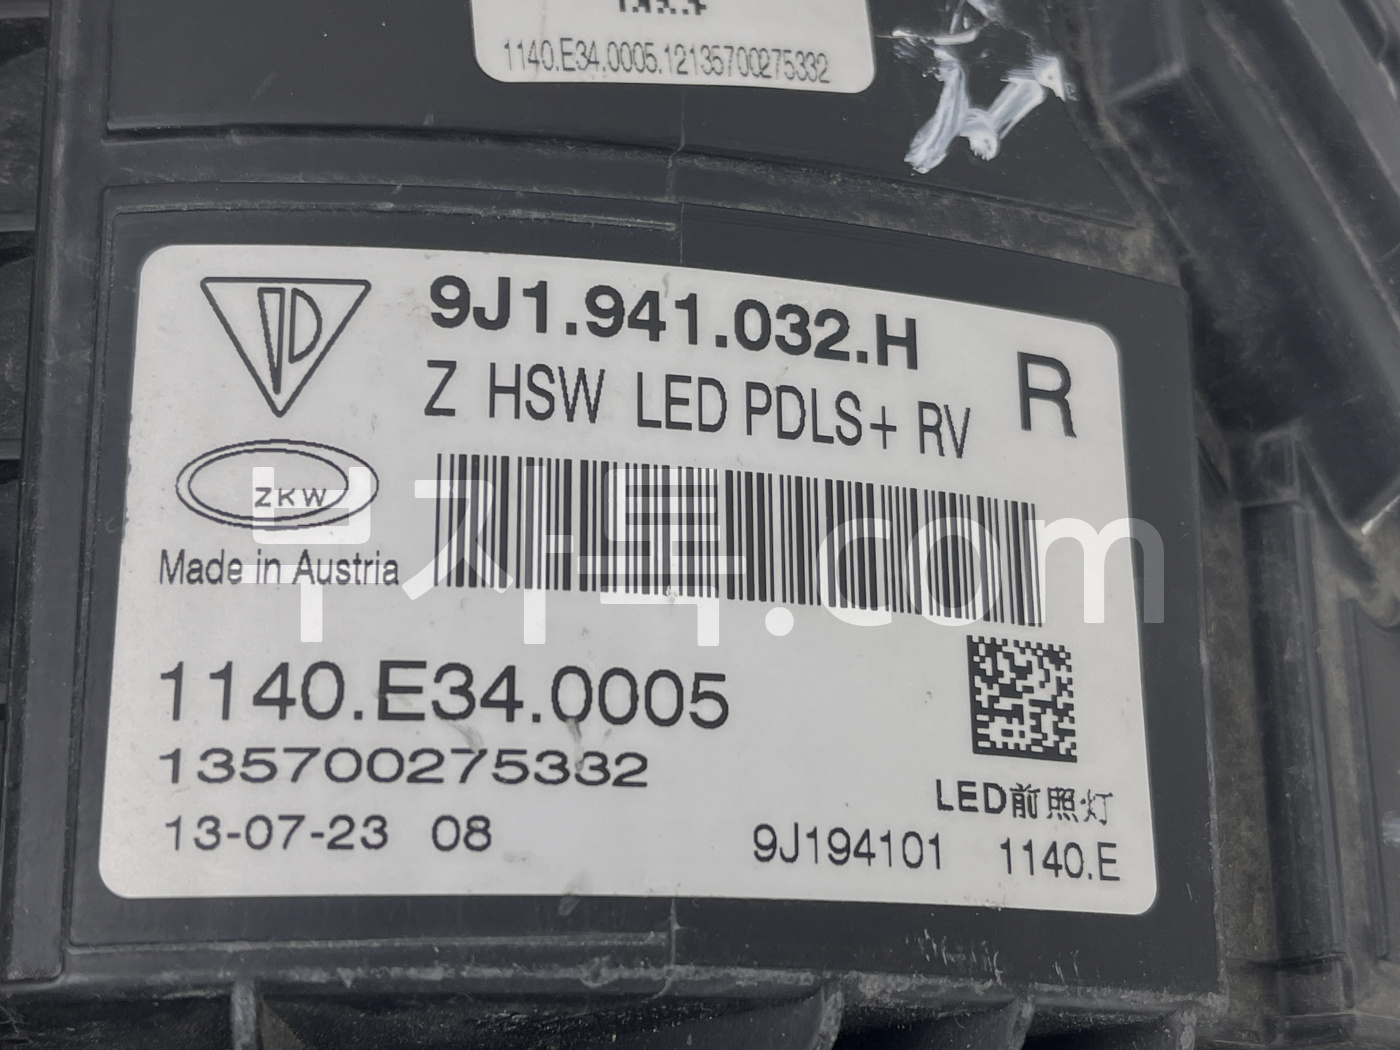 1140.E34.0005.12135700275332
9J1.941.032.H
Z HSW LED PDLS+ RV
R
ZKW
Made in Austria
부자독.com
1140.E34.0005
135700275332
13-07-23 08
LED前照灯
9J194101 1140.E